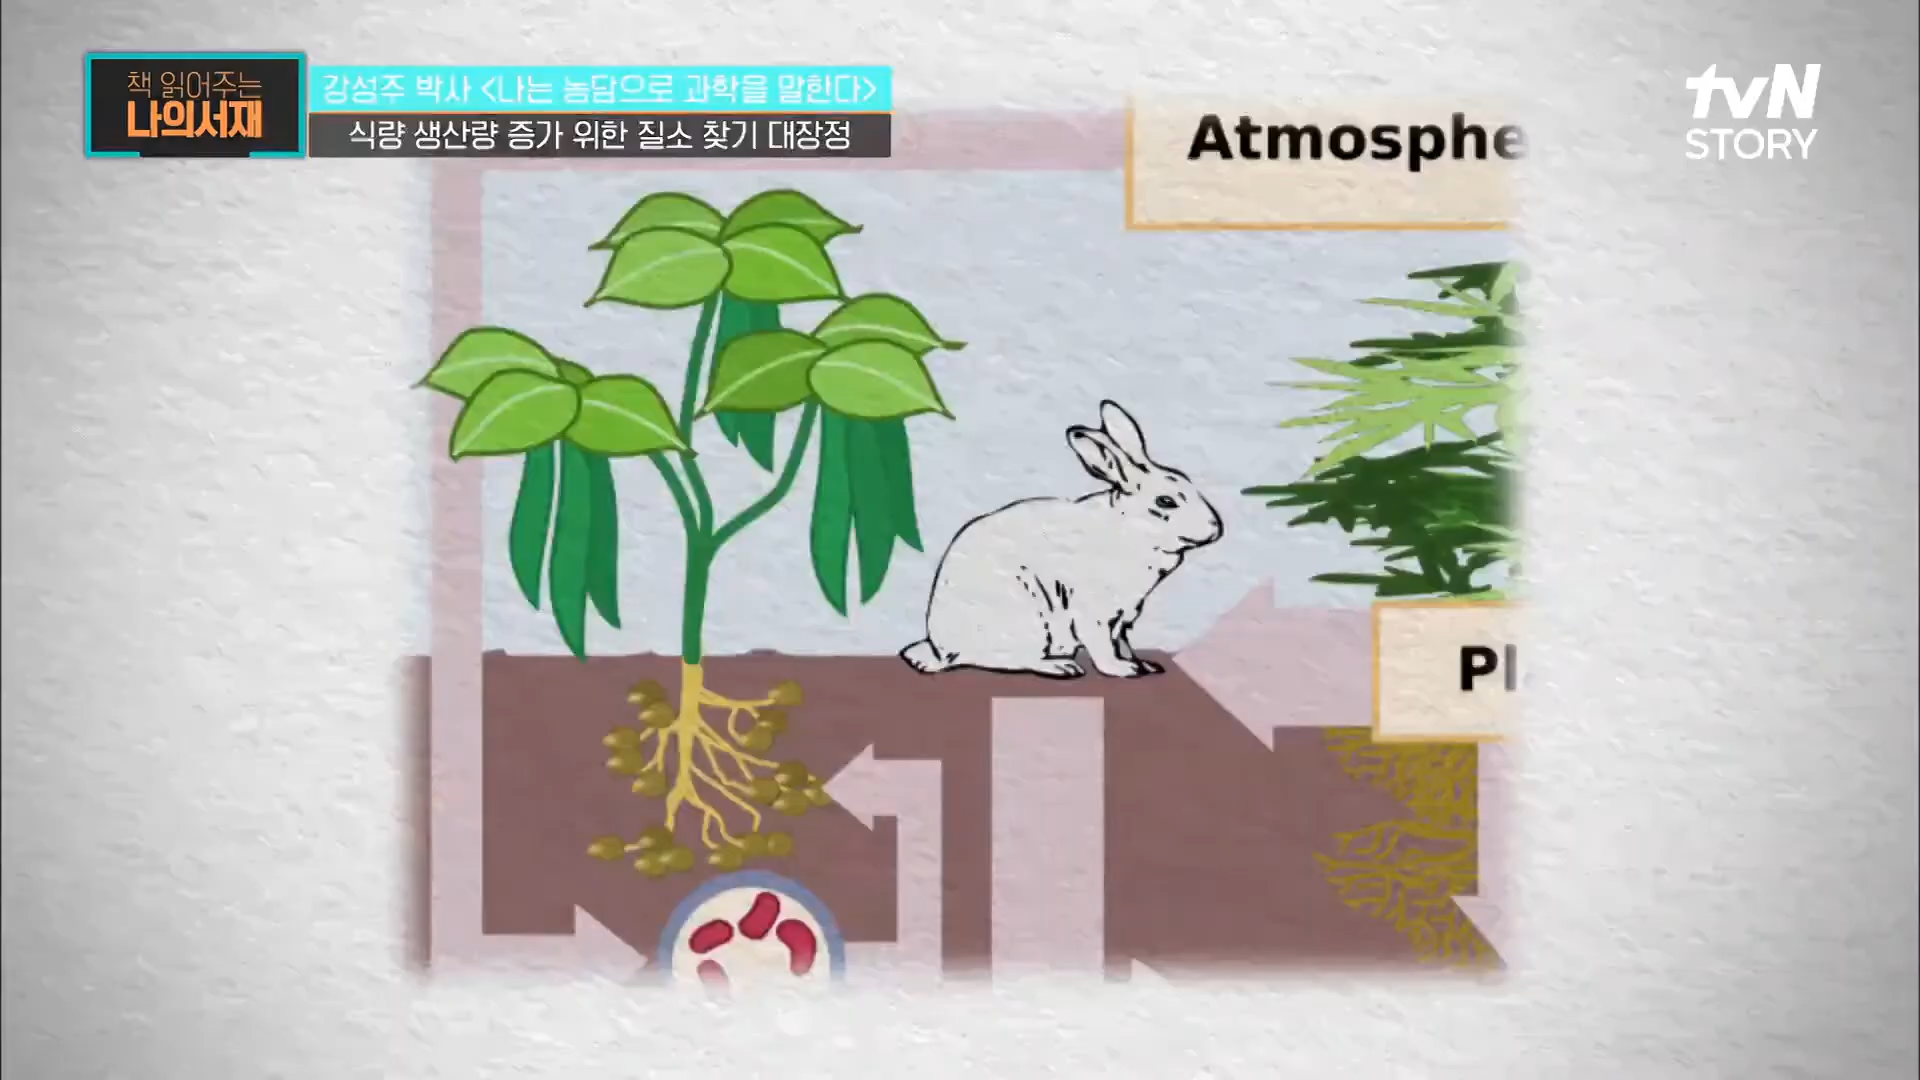 책 읽어주는
나의서재
강성주 박사 <나는 농담으로 과학을 말한다>
식량 생산량 증가 위한 질소 찾기 대장정
tvN
STORY
Atmosphe
Pl